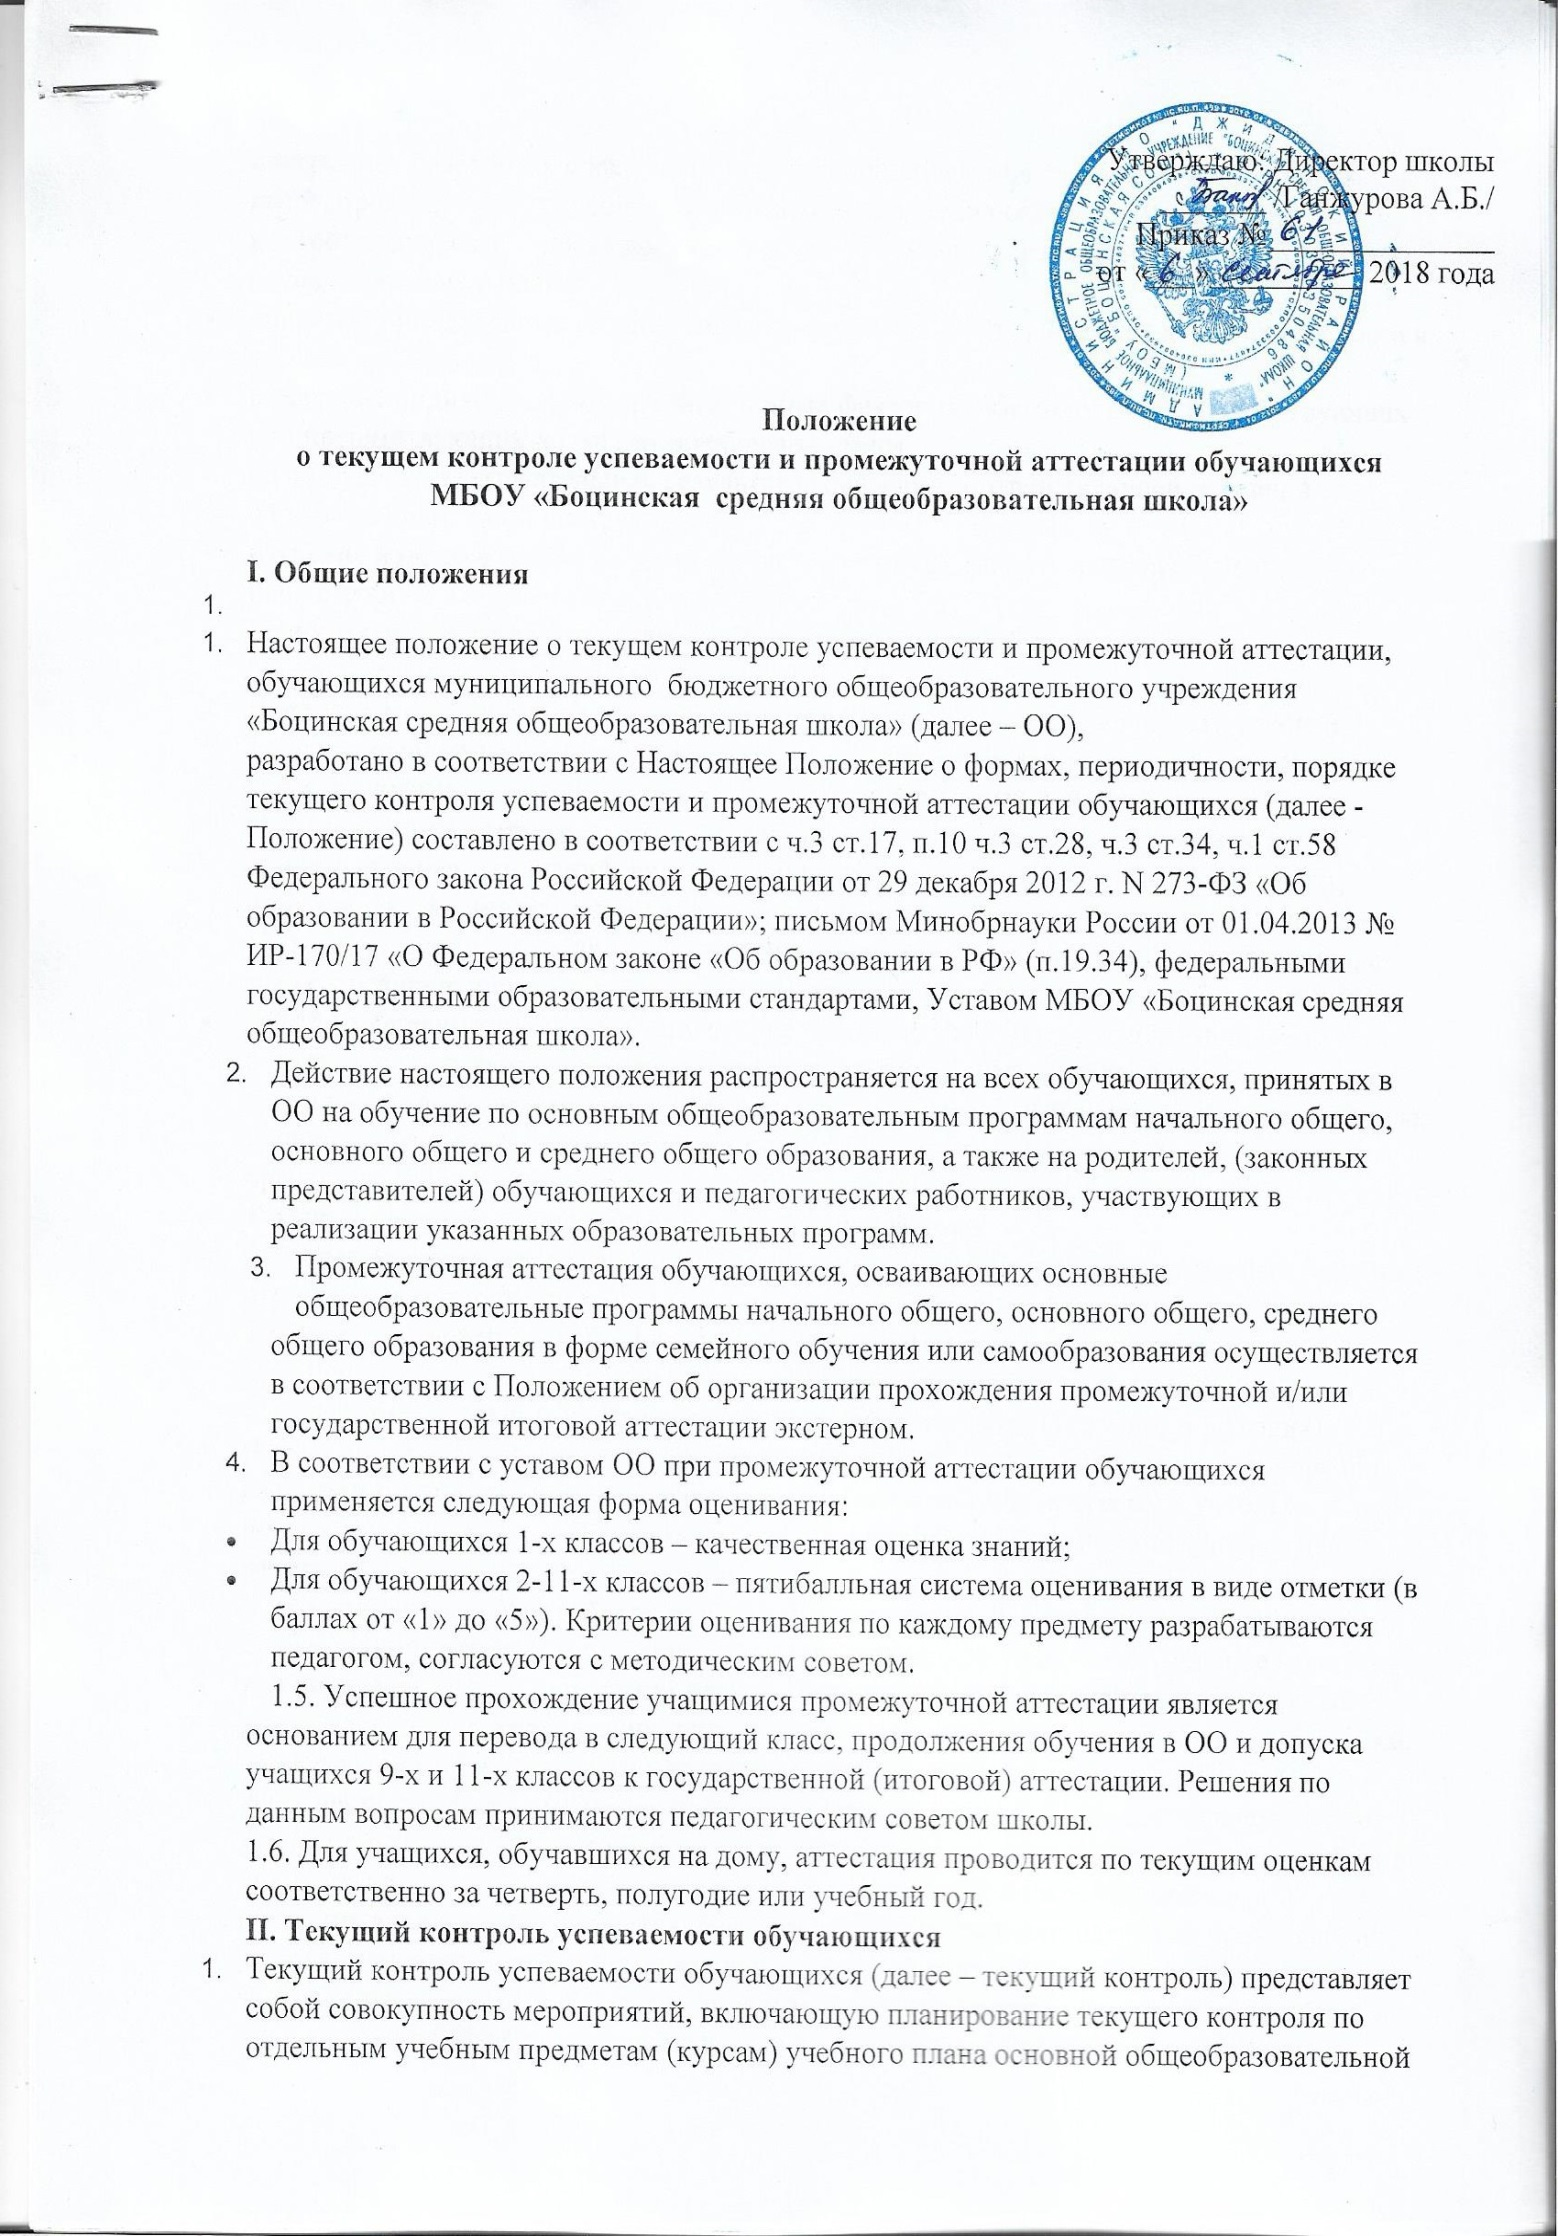 Утверждаю: Директор школы
/Ганжурова А.Б./
Приказ № 61
от « 6 » сентября 2018 года
Положение
о текущем контроле успеваемости и промежуточной аттестации обучающихся
МБОУ «Боцинская средняя общеобразовательная школа»
I. Общие положения
1.
1. Настоящее положение о текущем контроле успеваемости и промежуточной аттестации,
обучающихся муниципального бюджетного общеобразовательного учреждения
«Боцинская средняя общеобразовательная школа» (далее – ОО),
разработано в соответствии с Настоящее Положение о формах, периодичности, порядке
текущего контроля успеваемости и промежуточной аттестации обучающихся (далее -
Положение) составлено в соответствии с ч.3 ст.17, п.10 ч.3 ст.28, ч.3 ст.34, ч.1 ст.58
Федерального закона Российской Федерации от 29 декабря 2012 г. N 273-ФЗ «Об
образовании в Российской Федерации»; письмом Минобрнауки России от 01.04.2013 №
ИР-170/17 «О Федеральном законе «Об образовании в РФ» (п.19.34), федеральными
государственными образовательными стандартами, Уставом МБОУ «Боцинская средняя
общеобразовательная школа».
2. Действие настоящего положения распространяется на всех обучающихся, принятых в
ОО на обучение по основным общеобразовательным программам начального общего,
основного общего и среднего общего образования, а также на родителей, (законных
представителей) обучающихся и педагогических работников, участвующих в
реализации указанных образовательных программ.
3. Промежуточная аттестация обучающихся, осваивающих основные
общеобразовательные программы начального общего, основного общего, среднего
общего образования в форме семейного обучения или самообразования осуществляется
в соответствии с Положением об организации прохождения промежуточной и/или
государственной итоговой аттестации экстерном.
4. В соответствии с уставом ОО при промежуточной аттестации обучающихся
применяется следующая форма оценивания:
• Для обучающихся 1-х классов – качественная оценка знаний;
• Для обучающихся 2-11-х классов – пятибалльная система оценивания в виде отметки (в
баллах от «1» до «5»). Критерии оценивания по каждому предмету разрабатываются
педагогом, согласуются с методическим советом.
1.5. Успешное прохождение учащимися промежуточной аттестации является
основанием для перевода в следующий класс, продолжения обучения в ОО и допуска
учащихся 9-х и 11-х классов к государственной (итоговой) аттестации. Решения по
данным вопросам принимаются педагогическим советом школы.
1.6. Для учащихся, обучавшихся на дому, аттестация проводится по текущим оценкам
соответственно за четверть, полугодие или учебный год.
II. Текущий контроль успеваемости обучающихся
1. Текущий контроль успеваемости обучающихся (далее – текущий контроль) представляет
собой совокупность мероприятий, включающую планирование текущего контроля по
отдельным учебным предметам (курсам) учебного плана основной общеобразовательной